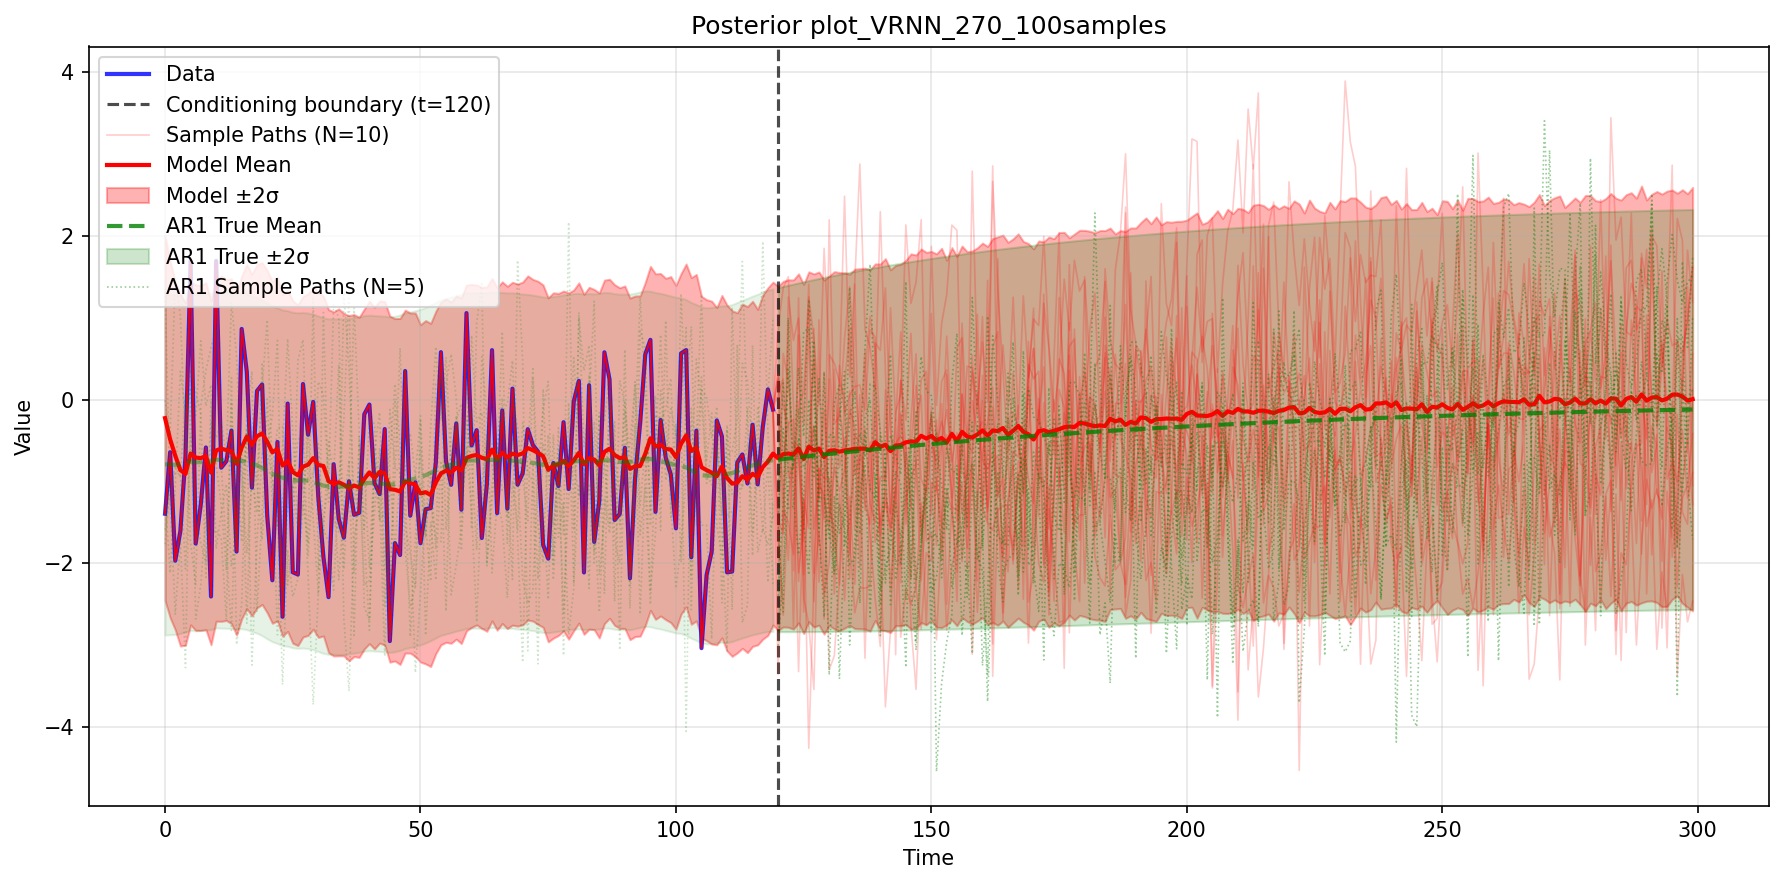 Posterior plot_VRNN_270_100samples
Data
Conditioning boundary (t=120)
Sample Paths (N=10)
Model Mean
Model ±2σ
AR1 True Mean
AR1 True ±2σ
AR1 Sample Paths (N=5)
Value
4
2
0
−2
−4
0
50
100
150
200
250
300
Time